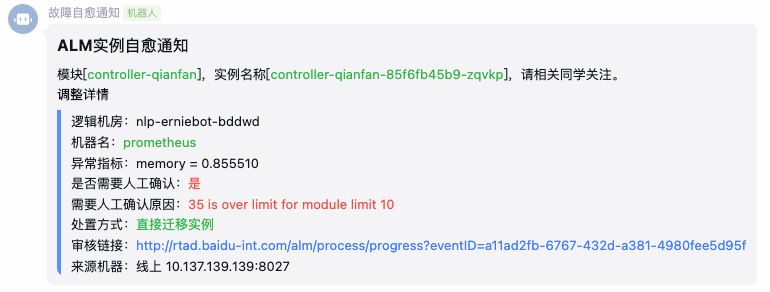 故障自愈通知 机器人
ALM实例自愈通知
模块[controller-qianfan]，实例名称[controller-qianfan-85f6fb45b9-zqvkp]，请相关同学关注。
调整详情
逻辑机房：nlp-erniebot-bddwd
机器名：prometheus
异常指标：memory = 0.855510
是否需要人工确认：是
需要人工确认原因：35 is over limit for module limit 10
处置方式：直接迁移实例
审核链接：http://rtad.baidu-int.com/alm/process/progress?eventID=a11ad2fb-6767-432d-a381-4980fee5d95f
来源机器：线上 10.137.139.139:8027